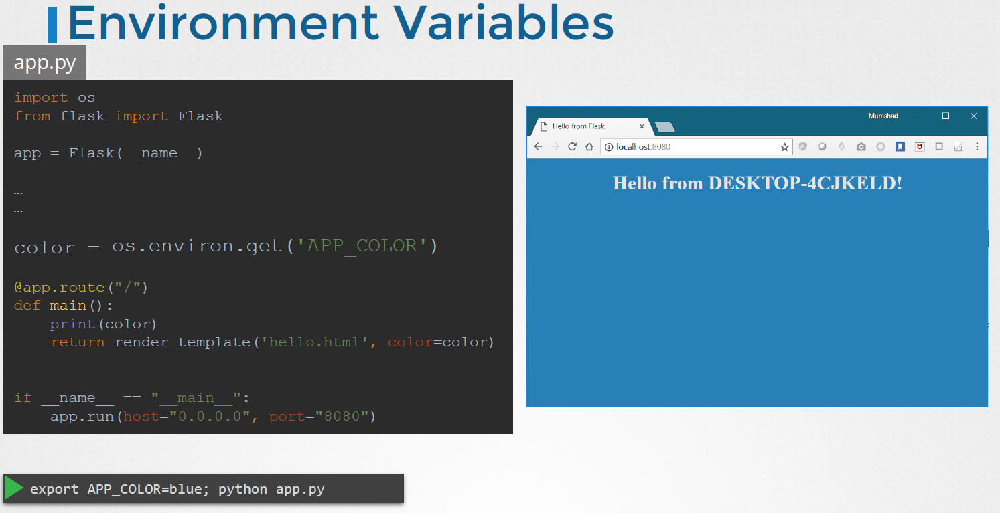 Environment Variables
app.py
import os
from flask import Flask
app = Flask(__name__)
…
…
color = os.environ.get('APP_COLOR')
@app.route("/")
def main():
    print(color)
    return render_template('hello.html', color=color)
if __name__ == "__main__":
    app.run(host="0.0.0.0", port="8080")
export APP_COLOR=blue; python app.py
Mumshad
Hello from Flask
localhost:8080
Hello from DESKTOP-4CJKELD!